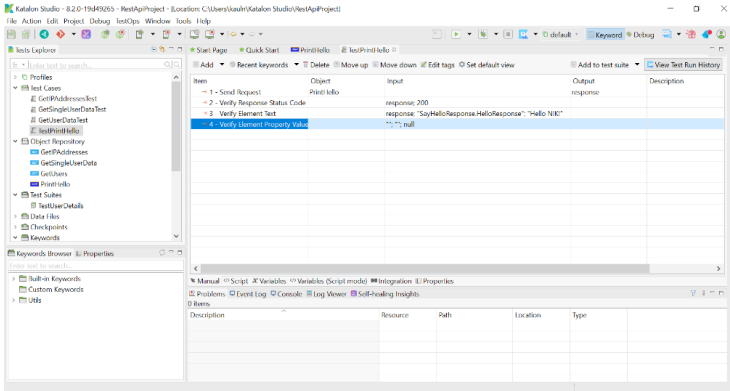 Katalon Studio - 8.2.0-19d49265 - RestApiProject - [Location: C:\Users\kauln\Katalon Studio\RestApiProject]
File Action Edit Project Debug TestOps Window Tools Help
default
Keyword
Debug
Tests Explorer
Enter text to search...
Profiles
Test Cases
GetIPAddressesTest
GetSingleUserDataTest
GetUserDataTest
TestPrintHello
Object Repository
GetIPAddresses
GetSingleUserData
GetUsers
PrintHello
Test Suites
TestUserDetails
Data Files
Checkpoints
Keywords
Start Page Quick Start PrintHello TestPrintHello
Add Recent keywords Delete Move up Move down Edit tags Set default view Add to test suite View Test Run History
Item Object Input Output Description
1 - Send Request PrintHello response
2 - Verify Response Status Code response; 200
3 - Verify Element Text response; "SayHelloResponse.HelloResponse"; "Hello NIK!"
4 - Verify Element Property Value ""; ""; null
Manual Script Variables Variables (Script mode) Integration Properties
Keywords Browser Properties
Enter text to search...
Built-in Keywords
Custom Keywords
Utils
Problems Event Log Console Log Viewer Self-healing Insights
0 items
Description Resource Path Location Type